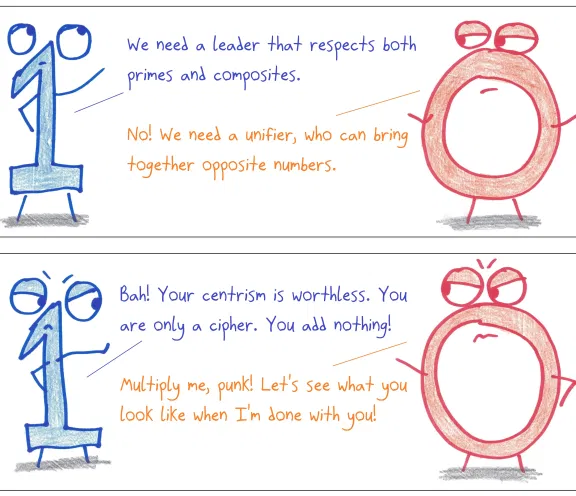 We need a leader that respects both
primes and composites.
No! We need a unifier, who can bring
together opposite numbers.
Bah! Your centrism is worthless. You
are only a cipher. You add nothing!
Multiply me, punk! Let's see what you
look like when I'm done with you!